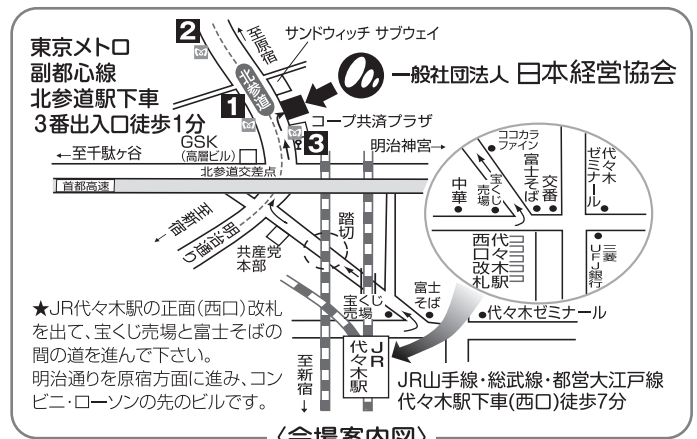 東京メトロ
副都心線
北参道駅下車
3番出入口徒歩1分
2
至原宿
サンドウィッチ サブウェイ
北参道
一般社団法人 日本経営協会
1
コープ共済プラザ
3
GSK
(高層ビル)
明治神宮→
←至千駄ヶ谷
北参道交差点
首都高速
至新宿
明治通り
共産党
本部
踏切
宝くじ
売場
富士
そば
代々木ゼミナール
ココカラ
ファイン
中華
宝くじ
売場
富士そば
交番
代々木
ゼミナール
代々木駅
西口改札
三菱
UFJ銀行
★JR代々木駅の正面(西口)改札
を出て、宝くじ売場と富士そばの
間の道を進んで下さい。
明治通りを原宿方面に進み、コン
ビニ・ローソンの先のビルです。
至新宿
↓
JR
代々木駅
JR山手線・総武線・都営大江戸線
代々木駅下車(西口)徒歩7分
〈会場案内図〉